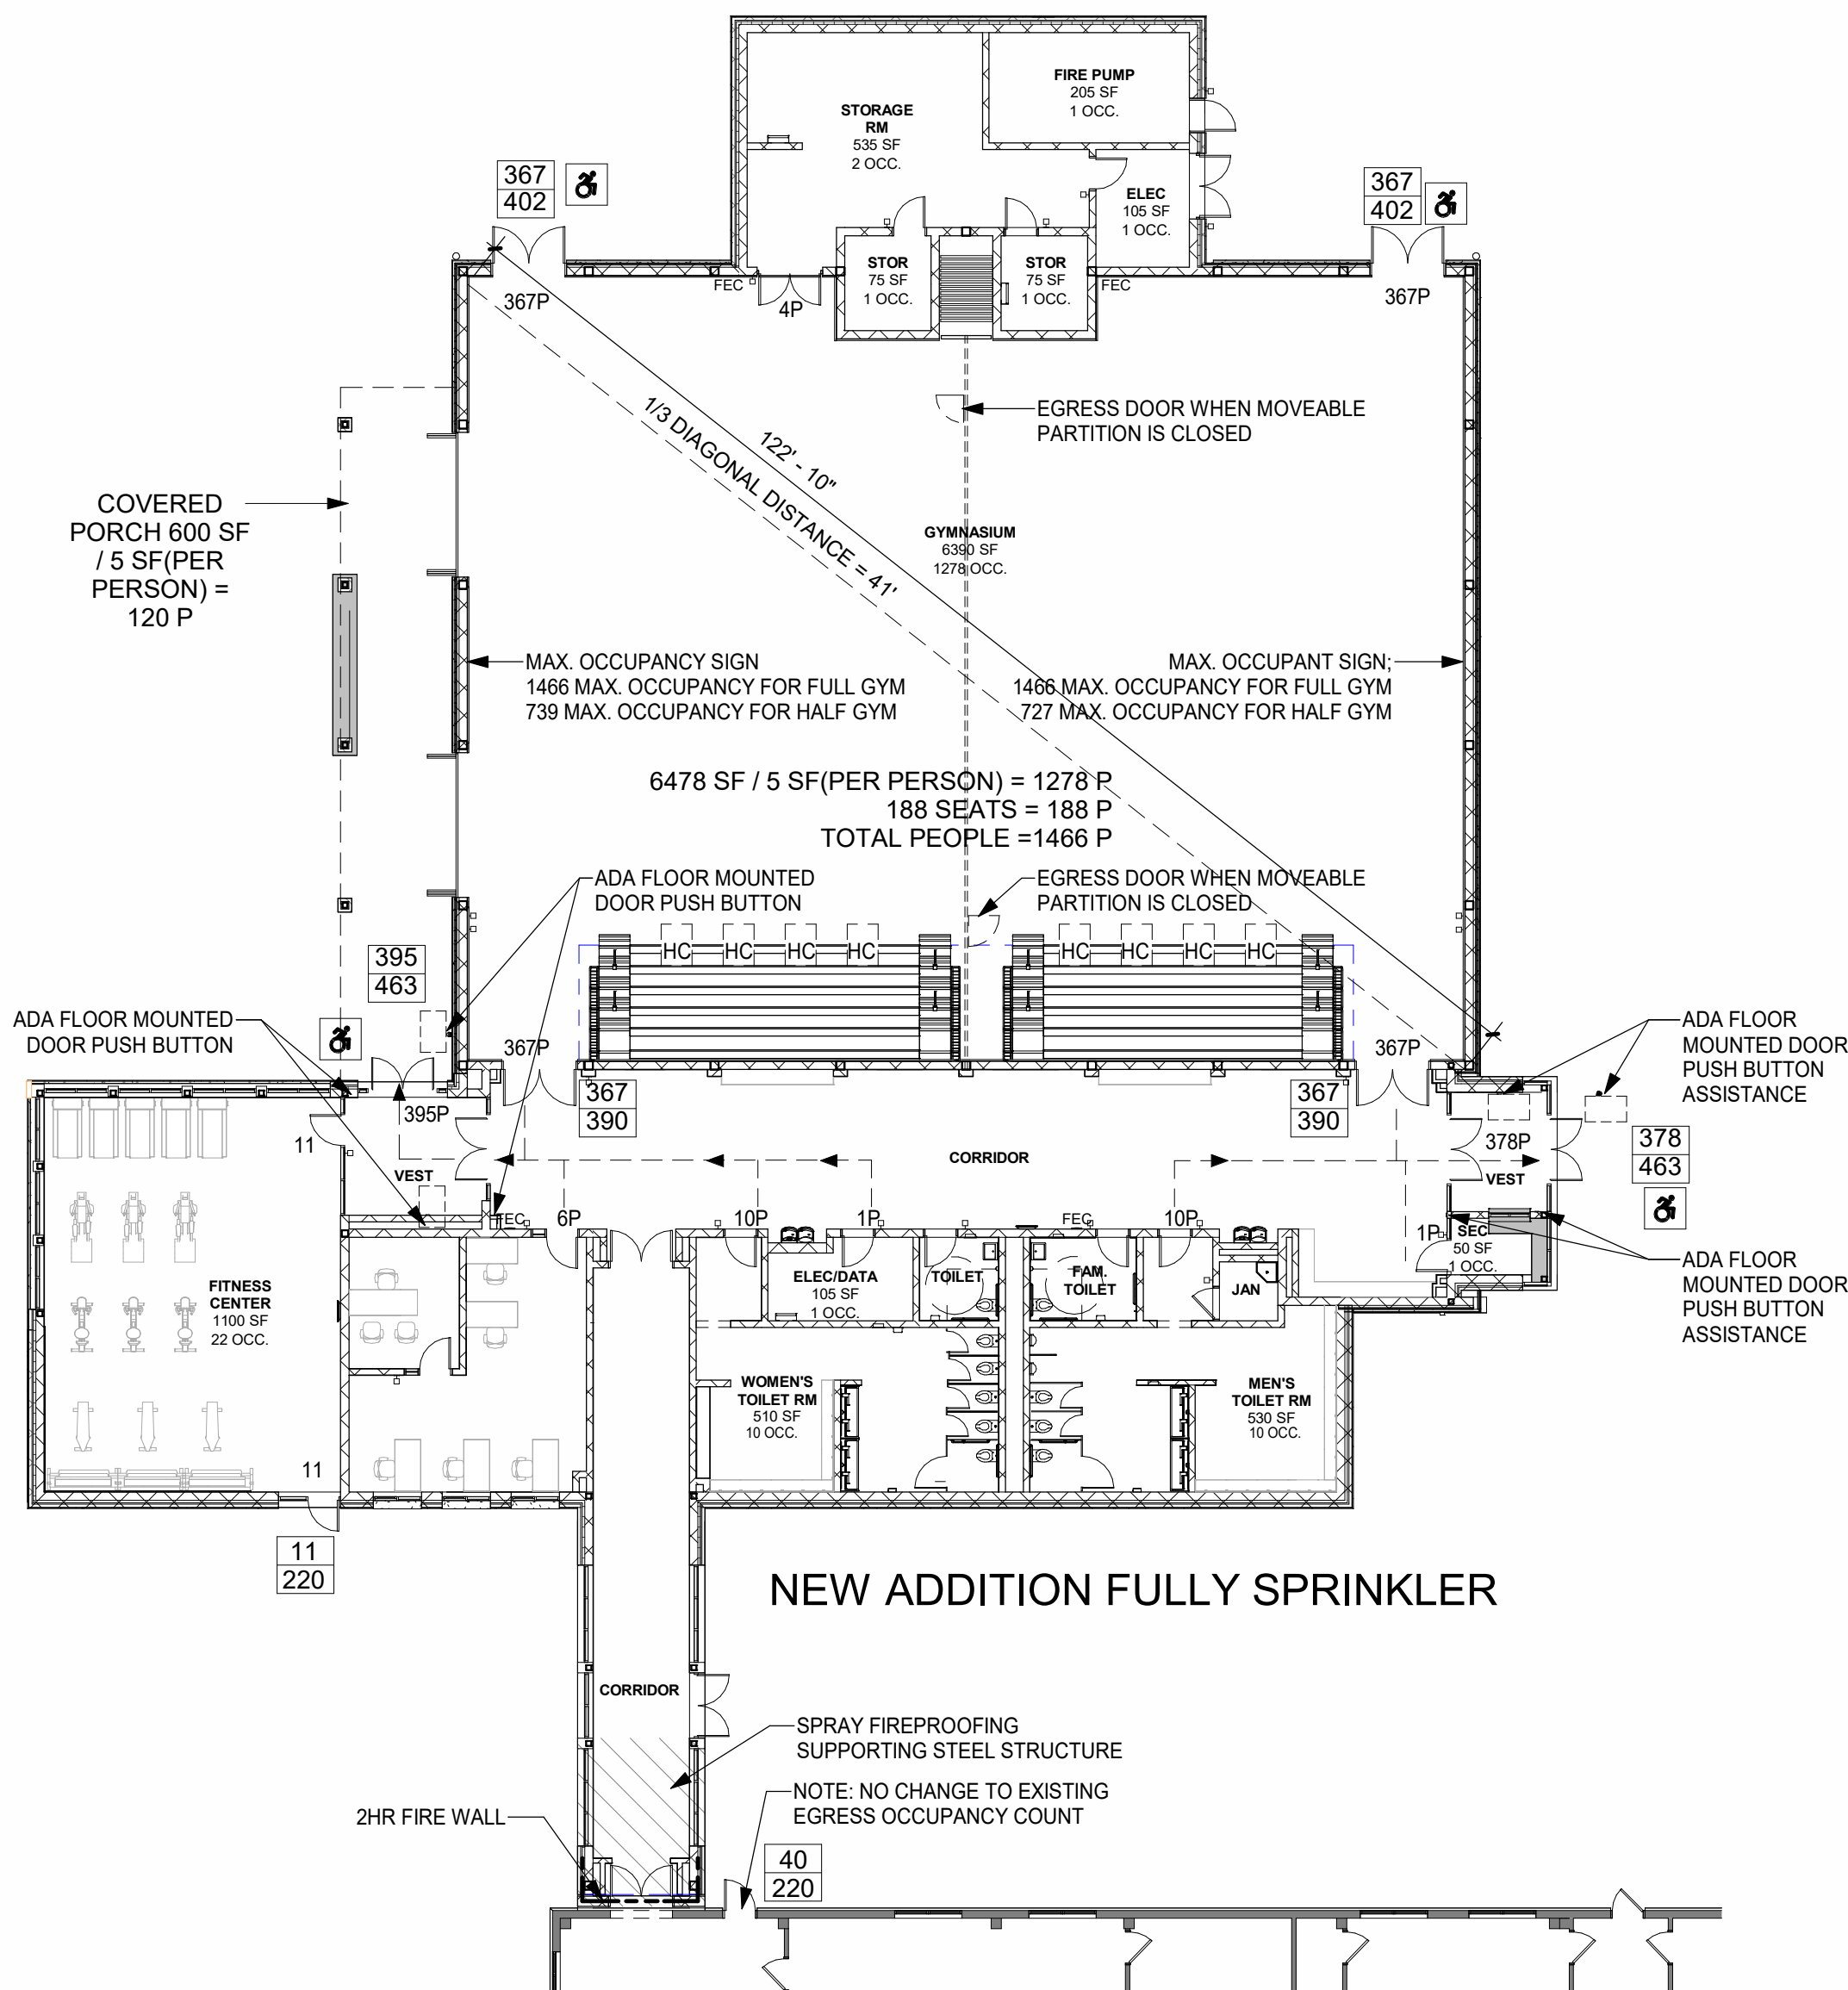 FIRE PUMP
205 SF
1 OCC.
STORAGE
RM
535 SF
2 OCC.
ELEC
105 SF
1 OCC.
367
402
367
402
STOR
75 SF
1 OCC.
STOR
75 SF
1 OCC.
FEC
FEC
367P
4P
367P
EGRESS DOOR WHEN MOVEABLE
PARTITION IS CLOSED
122' - 10"
1/3 DIAGONAL DISTANCE = 41'
COVERED
PORCH 600 SF
/ 5 SF(PER
PERSON) =
120 P
GYMNASIUM
6390 SF
1278 OCC.
MAX. OCCUPANCY SIGN
1466 MAX. OCCUPANCY FOR FULL GYM
739 MAX. OCCUPANCY FOR HALF GYM
MAX. OCCUPANT SIGN;
1466 MAX. OCCUPANCY FOR FULL GYM
727 MAX. OCCUPANCY FOR HALF GYM
6478 SF / 5 SF(PER PERSON) = 1278 P
188 SEATS = 188 P
TOTAL PEOPLE =1466 P
ADA FLOOR MOUNTED
DOOR PUSH BUTTON
EGRESS DOOR WHEN MOVEABLE
PARTITION IS CLOSED
HC
HC
HC
HC
HC
HC
HC
HC
395
463
ADA FLOOR MOUNTED
DOOR PUSH BUTTON
367P
367P
ADA FLOOR
MOUNTED DOOR
PUSH BUTTON
ASSISTANCE
367
390
367
390
395P
11
VEST
CORRIDOR
378P
VEST
378
463
FEC
6P
10P
1P
FEC
10P
1P
SEC
50 SF
1 OCC.
ADA FLOOR
MOUNTED DOOR
PUSH BUTTON
ASSISTANCE
FITNESS
CENTER
1100 SF
22 OCC.
ELEC/DATA
105 SF
1 OCC.
TOILET
FAM.
TOILET
JAN
WOMEN'S
TOILET RM
510 SF
10 OCC.
MEN'S
TOILET RM
530 SF
10 OCC.
11
11
220
NEW ADDITION FULLY SPRINKLER
CORRIDOR
SPRAY FIREPROOFING
SUPPORTING STEEL STRUCTURE
NOTE: NO CHANGE TO EXISTING
EGRESS OCCUPANCY COUNT
2HR FIRE WALL
40
220